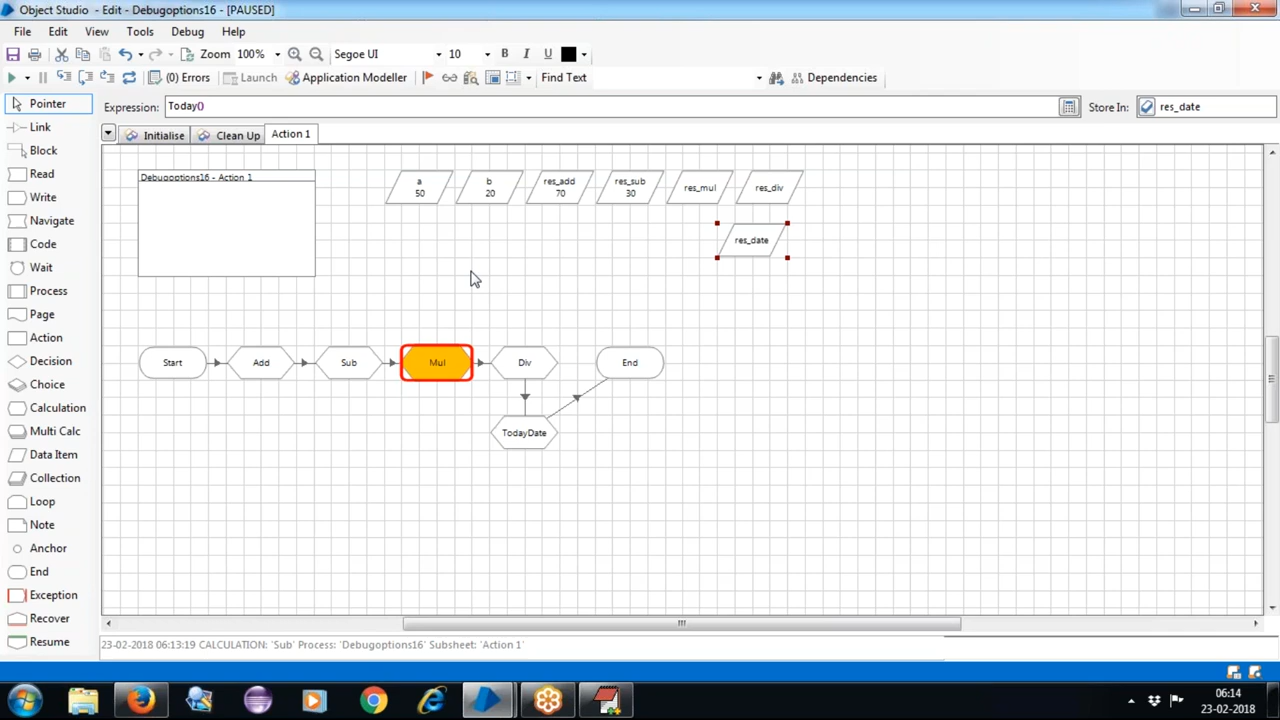 Object Studio - Edit - Debugoptions16 - [PAUSED]
File Edit View Tools Debug Help
Zoom 100% Segoe UI 10 B I U
(0) Errors Launch Application Modeller Find Text Dependencies
Pointer Expression: Today() Store In: res_date
Link Initialise Clean Up Action 1
Block
Read
Write
Navigate
Code
Wait
Process
Page
Action
Decision
Choice
Calculation
Multi Calc
Data Item
Collection
Loop
Note
Anchor
End
Exception
Recover
Resume
Debugoptions16 - Action 1
a
50
b
20
res_add
70
res_sub
30
res_mul
res_div
res_date
Start Add Sub Mul Div End
TodayDate
23-02-2018 06:13:19 CALCULATION: 'Sub' Process: 'Debugoptions16' Subsheet: 'Action 1'
06:14
23-02-2018